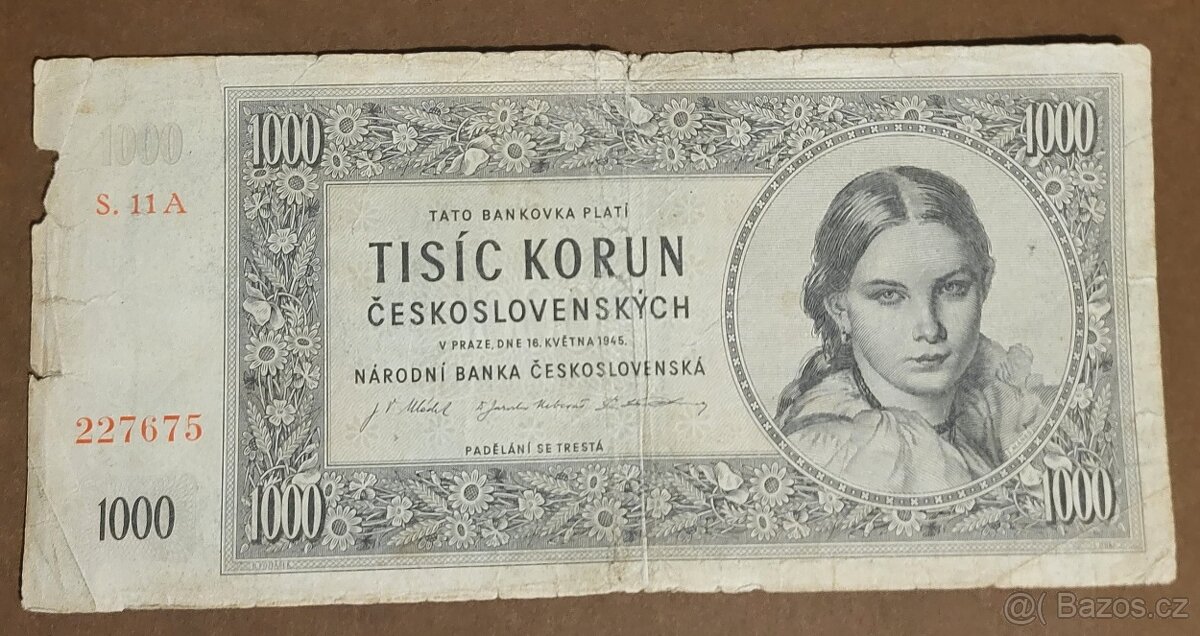 1000
S. 11A
227675
1000
1000
1000
TATO BANKOVKA PLATÍ
TISÍC KORUN
ČESKOSLOVENSKÝCH
V PRAZE, DNE 16. KVĚTNA 1945.
NÁRODNÍ BANKA ČESKOSLOVENSKÁ
PADĚLÁNÍ SE TRESTÁ
1000
1000
@( Bazos.cz